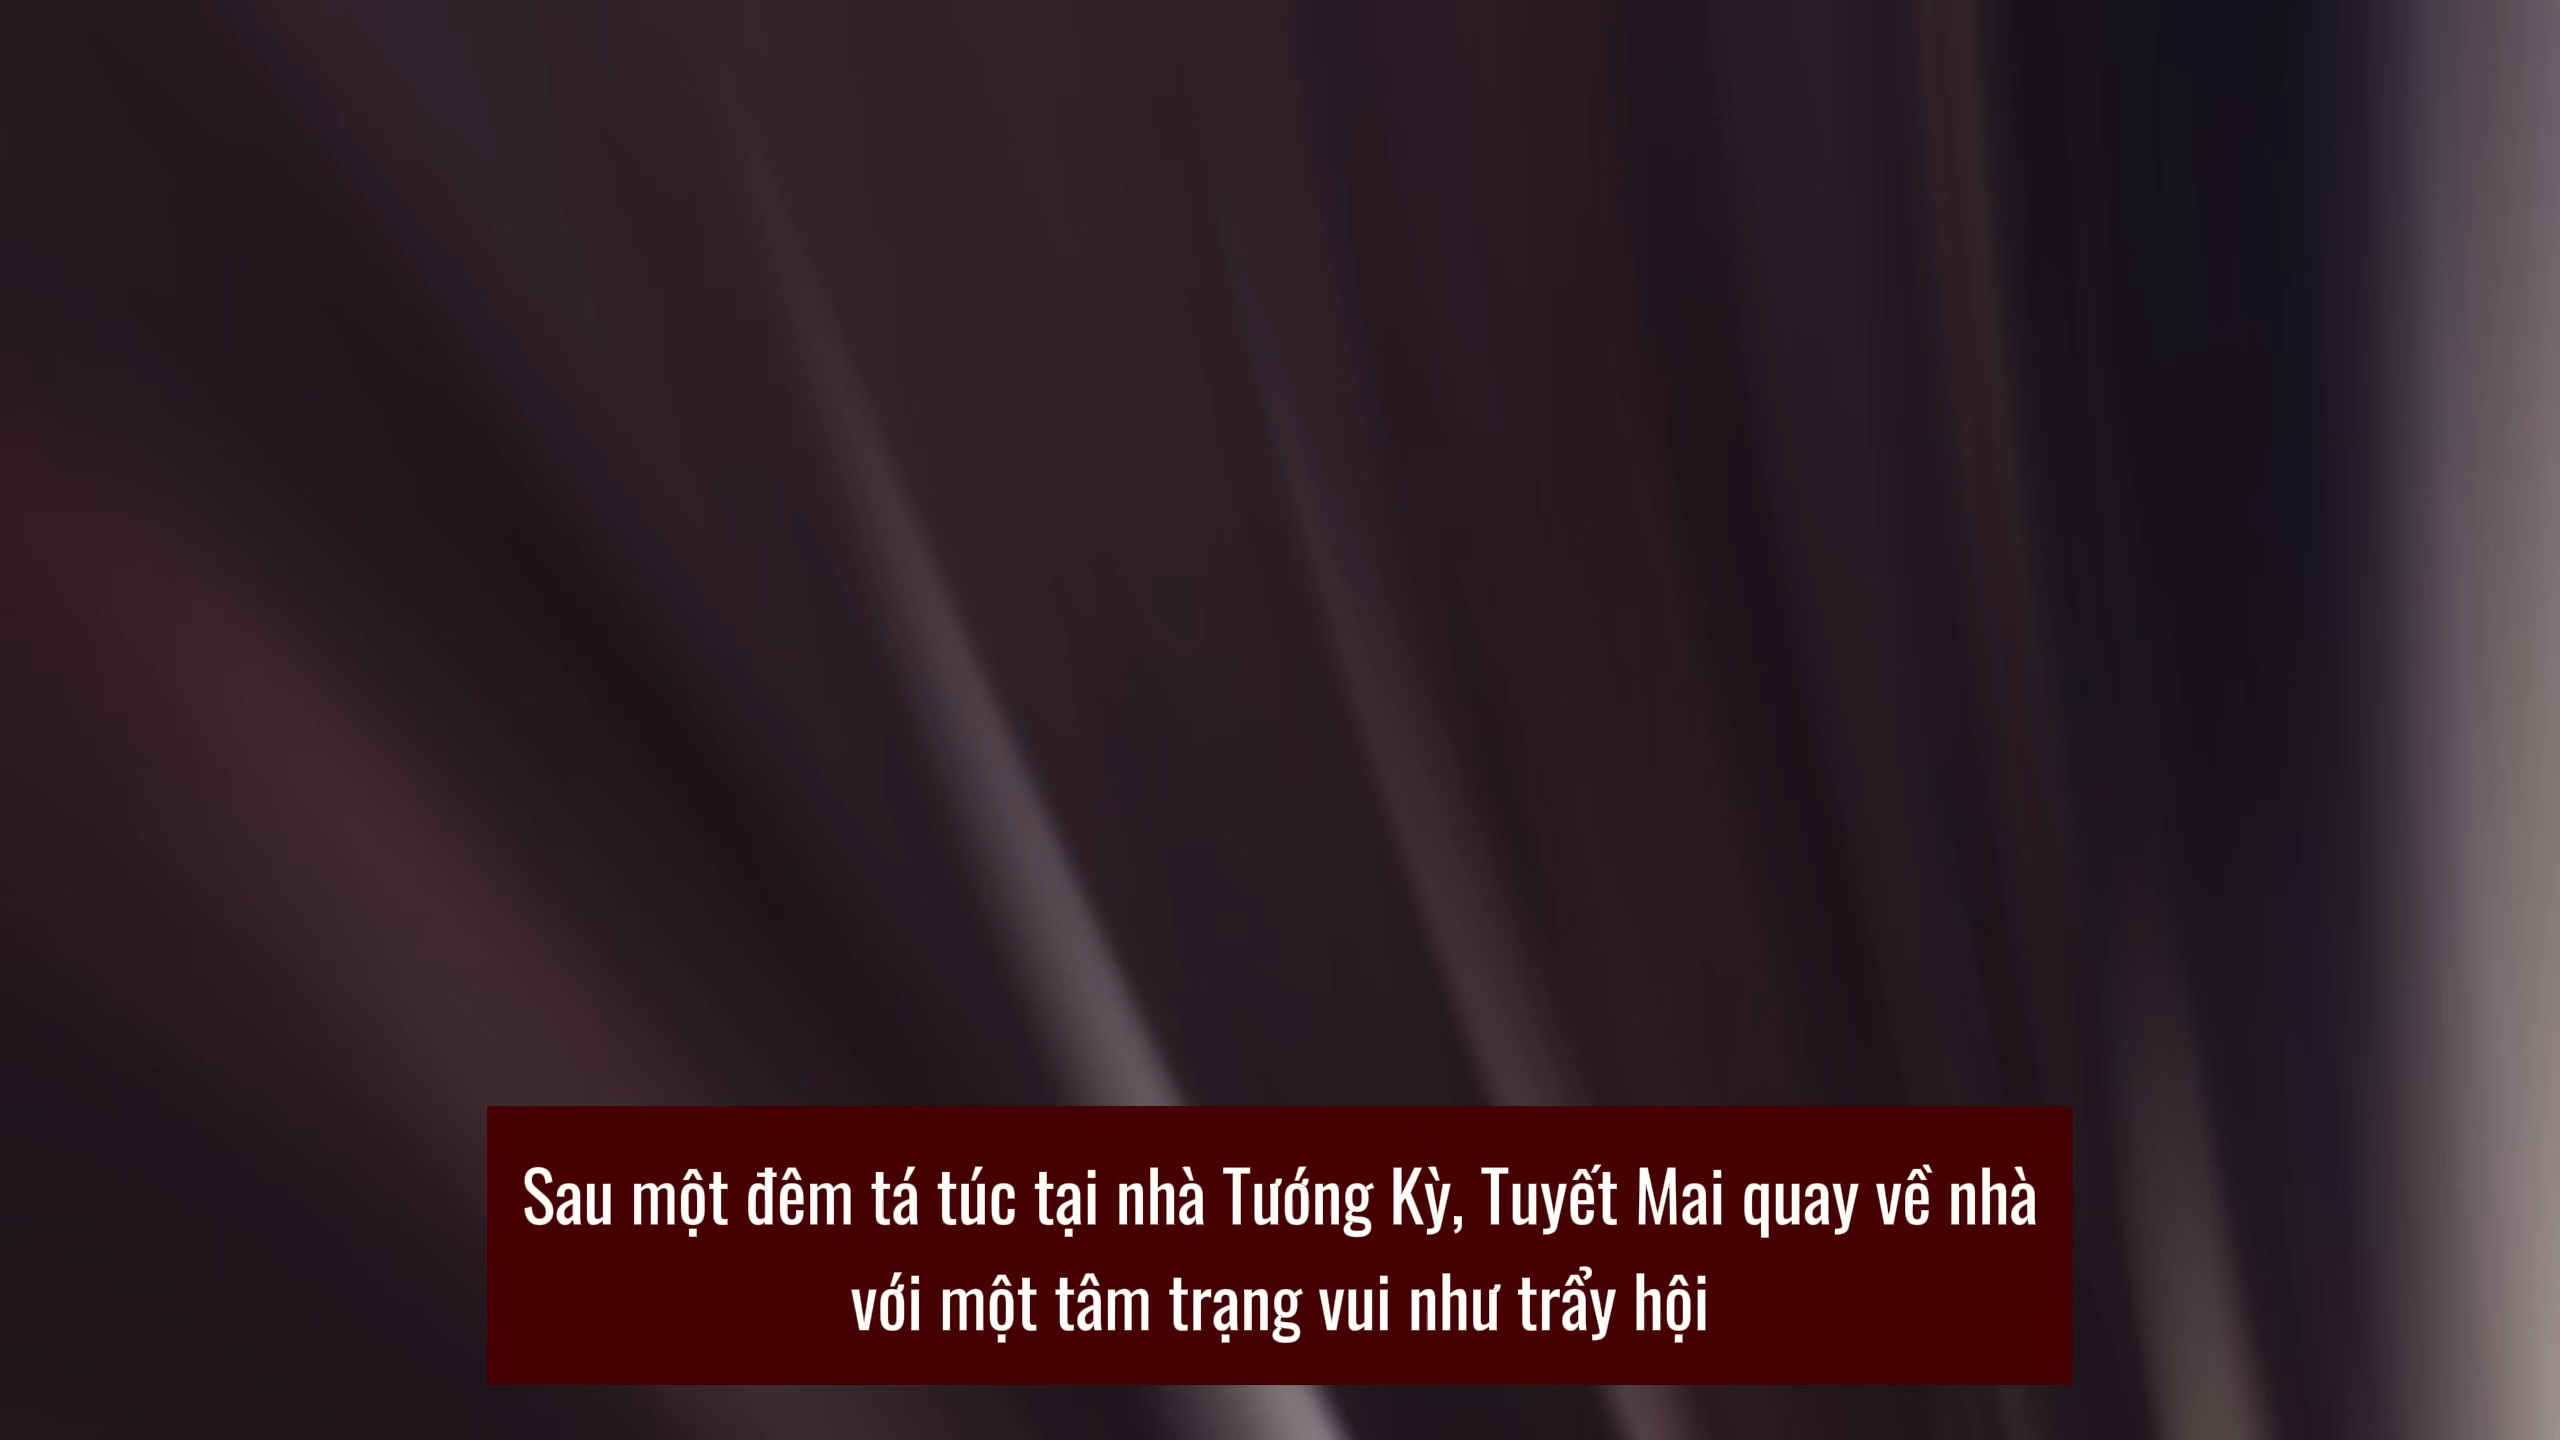 Sau một đêm tá túc tại nhà Tướng Kỳ, Tuyết Mai quay về nhà
với một tâm trạng vui như trẩy hội